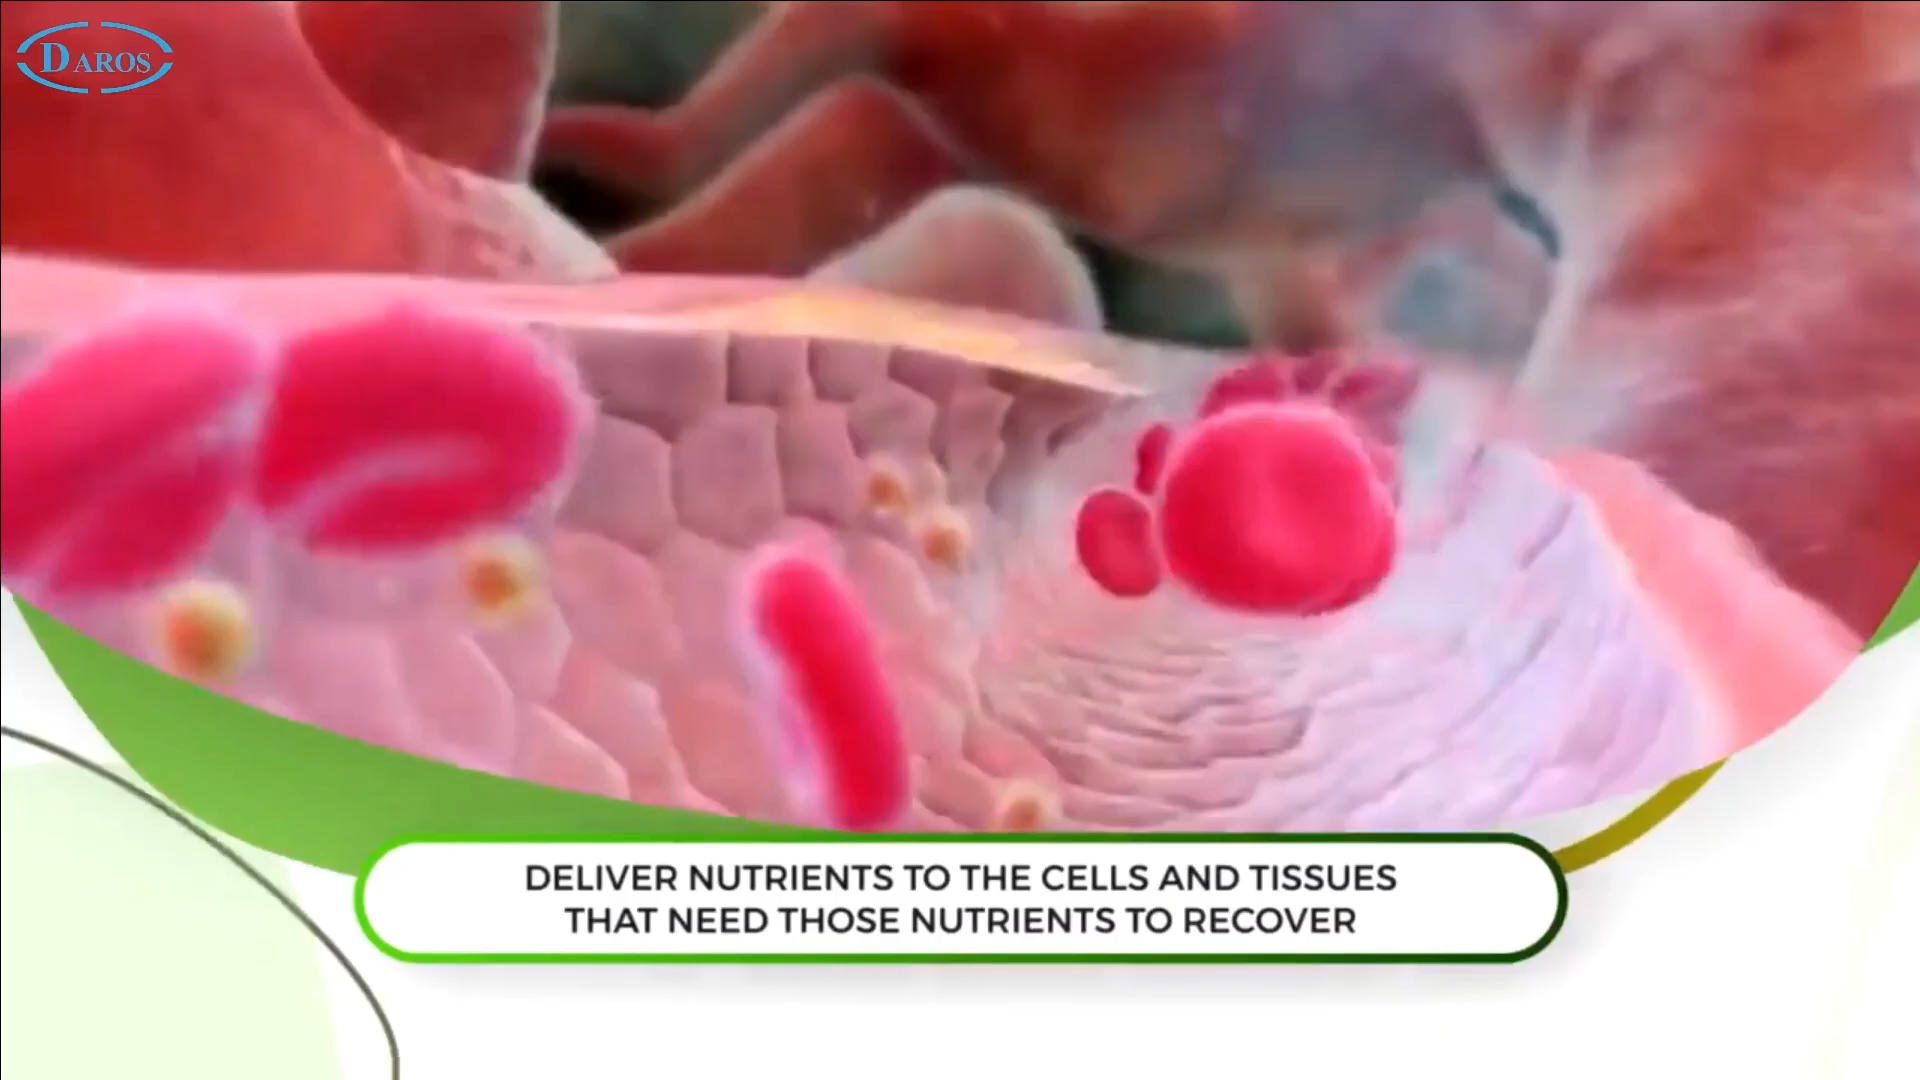 DAROS
DELIVER NUTRIENTS TO THE CELLS AND TISSUES
THAT NEED THOSE NUTRIENTS TO RECOVER